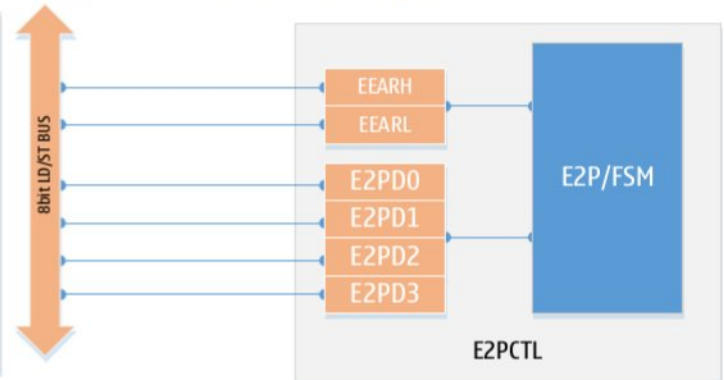 8bit LD/ST BUS
EEARH
EEARL
E2PD0
E2PD1
E2PD2
E2PD3
E2P/FSM
E2PCTL